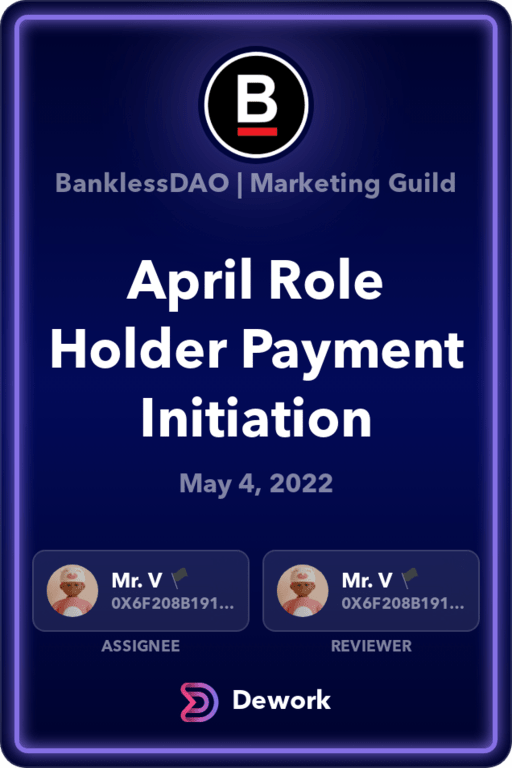 B
BanklessDAO | Marketing Guild
April Role
Holder Payment
Initiation
May 4, 2022
Mr. V 🏴 Mr. V 🏴
0X6F208B191... 0X6F208B191...
ASSIGNEE REVIEWER
Dework